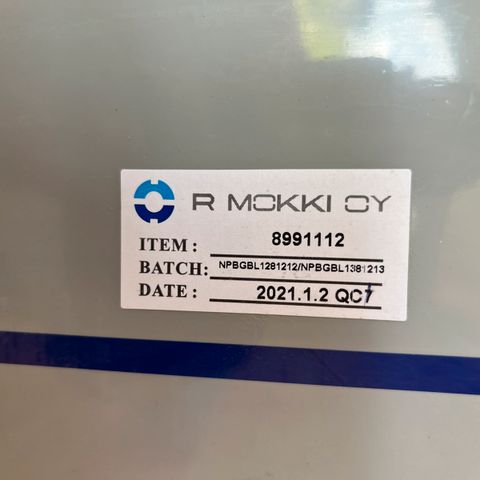 R MOKKI OY
ITEM: 8991112
BATCH: NPBGBL1281212/NPBGBL1381213
DATE: 2021.1.2 QC7